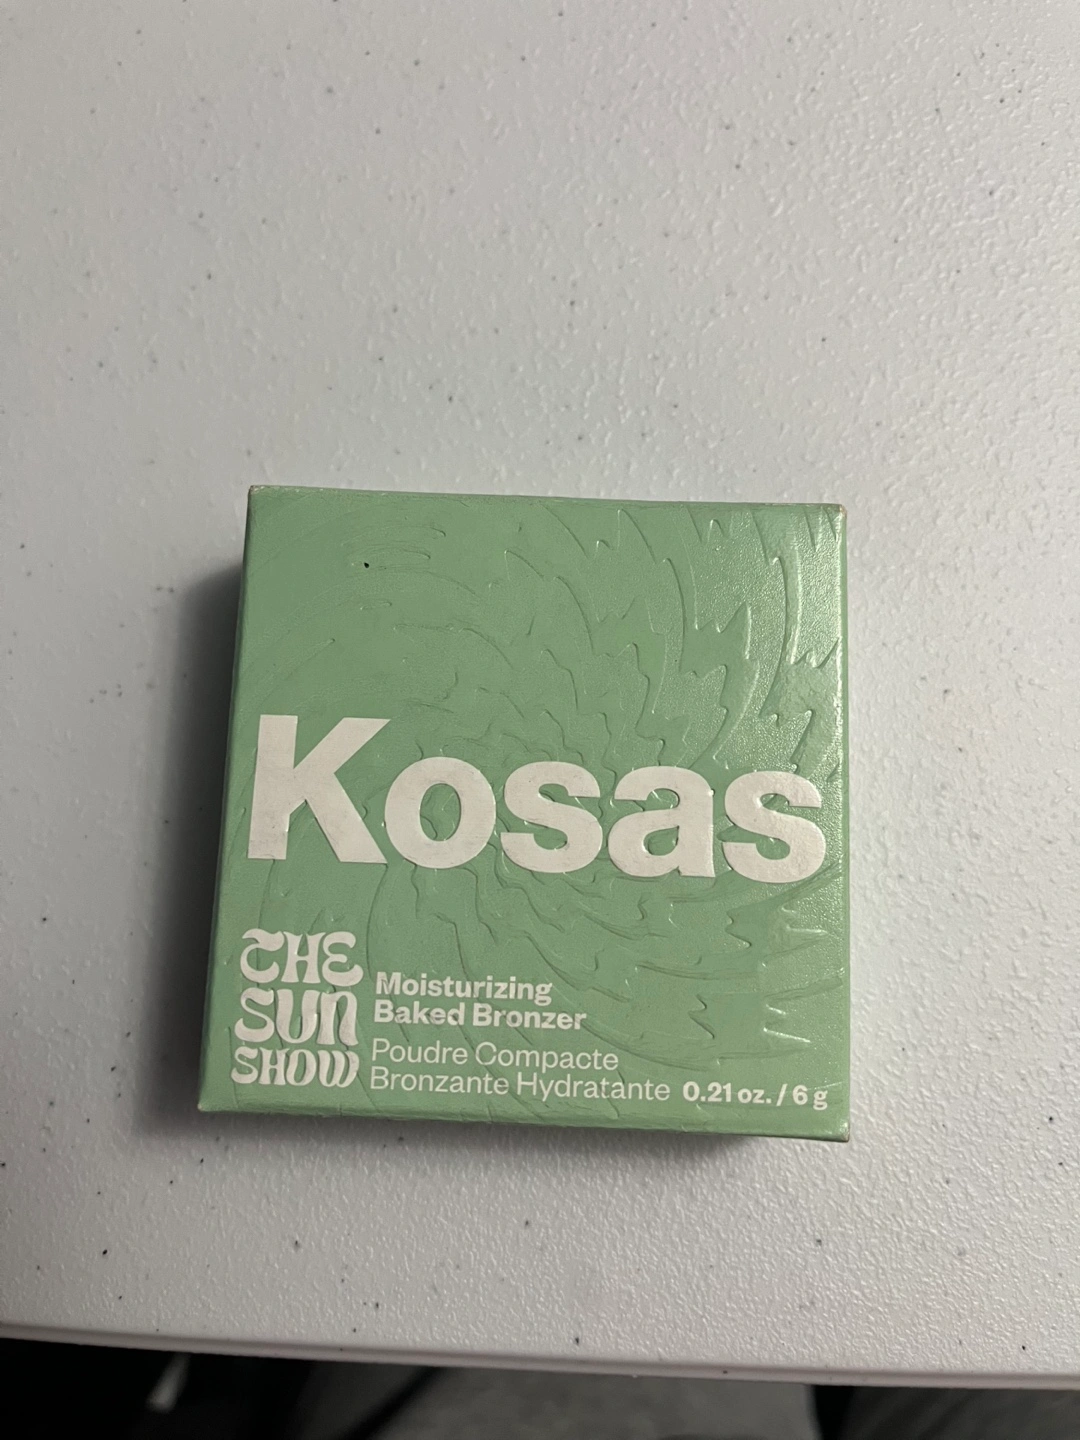 Kosas
THE
SUN
SHOW
Moisturizing
Baked Bronzer
Poudre Compacte
Bronzante Hydratante 0.21 oz. / 6 g